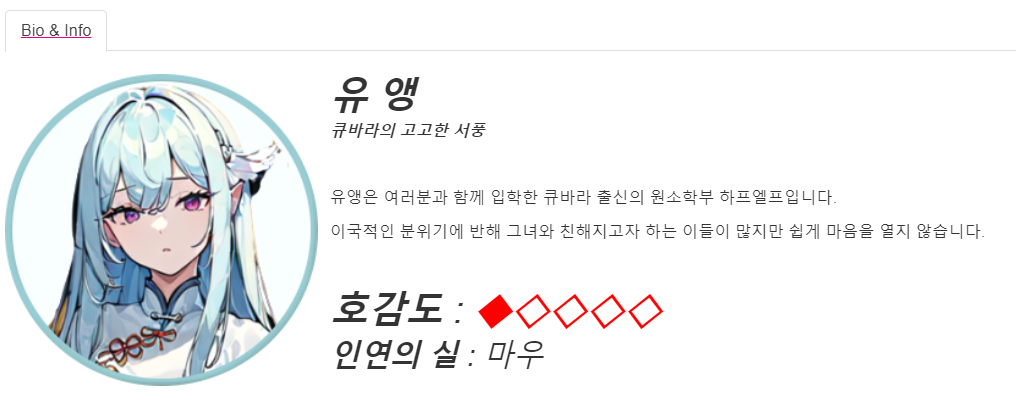 Bio & Info
유 앵
큐바라의 고고한 서풍
유앵은 여러분과 함께 입학한 큐바라 출신의 원소학부 하프엘프입니다.
이국적인 분위기에 반해 그녀와 친해지고자 하는 이들이 많지만 쉽게 마음을 열지 않습니다.
호감도 : ◆◇◇◇◇
인연의 실 : 마우